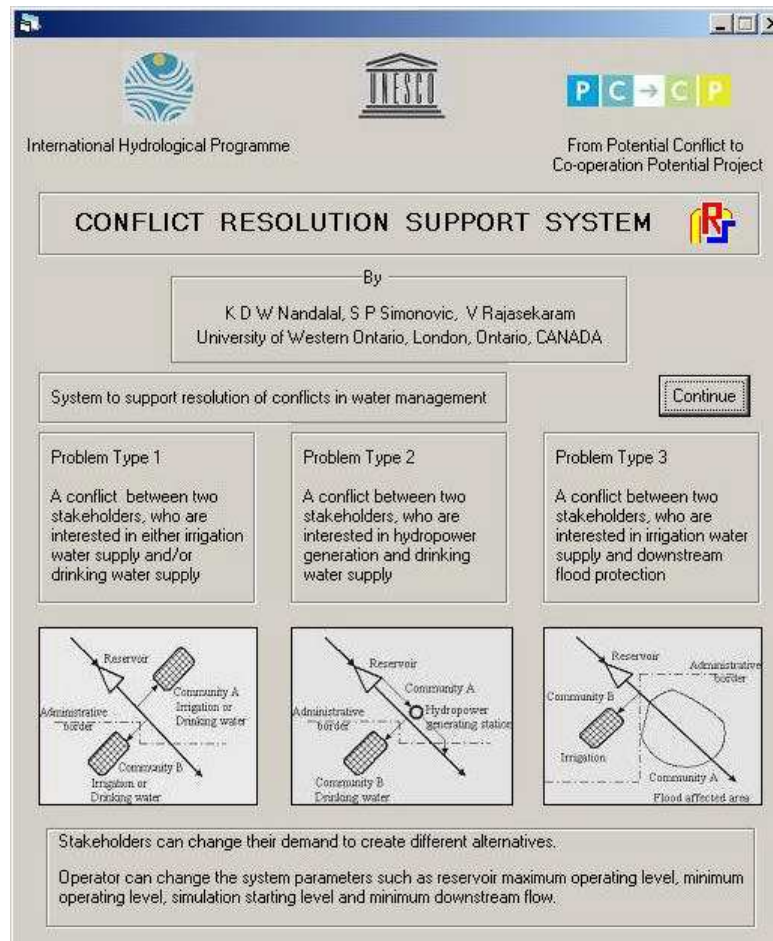 UNESCO
P C → C P
International Hydrological Programme
From Potential Conflict to
Co-operation Potential Project
CONFLICT RESOLUTION SUPPORT SYSTEM
By
K D W Nandalal, S P Simonovic, V Rajasekaram
University of Western Ontario, London, Ontario, CANADA
System to support resolution of conflicts in water management
Continue
Problem Type 1
A conflict between two
stakeholders, who are
interested in either irrigation
water supply and/or
drinking water supply
Problem Type 2
A conflict between two
stakeholders, who are
interested in hydropower
generation and drinking
water supply
Problem Type 3
A conflict between two
stakeholders, who are
interested in irrigation water
supply and downstream
flood protection
Reservoir
Community A
Irrigation or
Drinking water
Administrative
border
Community B
Irrigation or
Drinking water
Reservoir
Community A
Hydropower
generating station
Administrative
border
Community B
Drinking water
Reservoir
Administrative
border
Community B
Irrigation
Community A
Flood affected area
Stakeholders can change their demand to create different alternatives.
Operator can change the system parameters such as reservoir maximum operating level, minimum
operating level, simulation starting level and minimum downstream flow.